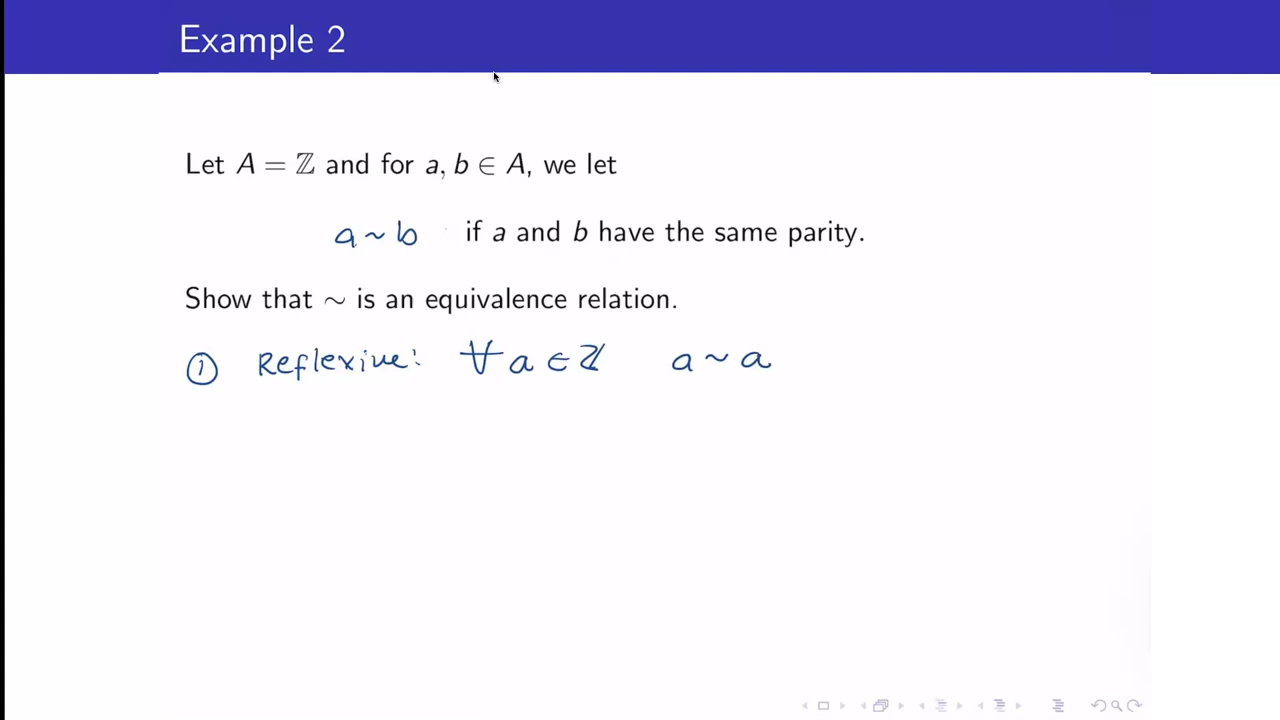 Example 2
Let A = ℤ and for a, b ∈ A, we let
a ~ b if a and b have the same parity.
Show that ∼ is an equivalence relation.
① Reflexive: ∀ a ∈ ℤ a ~ a